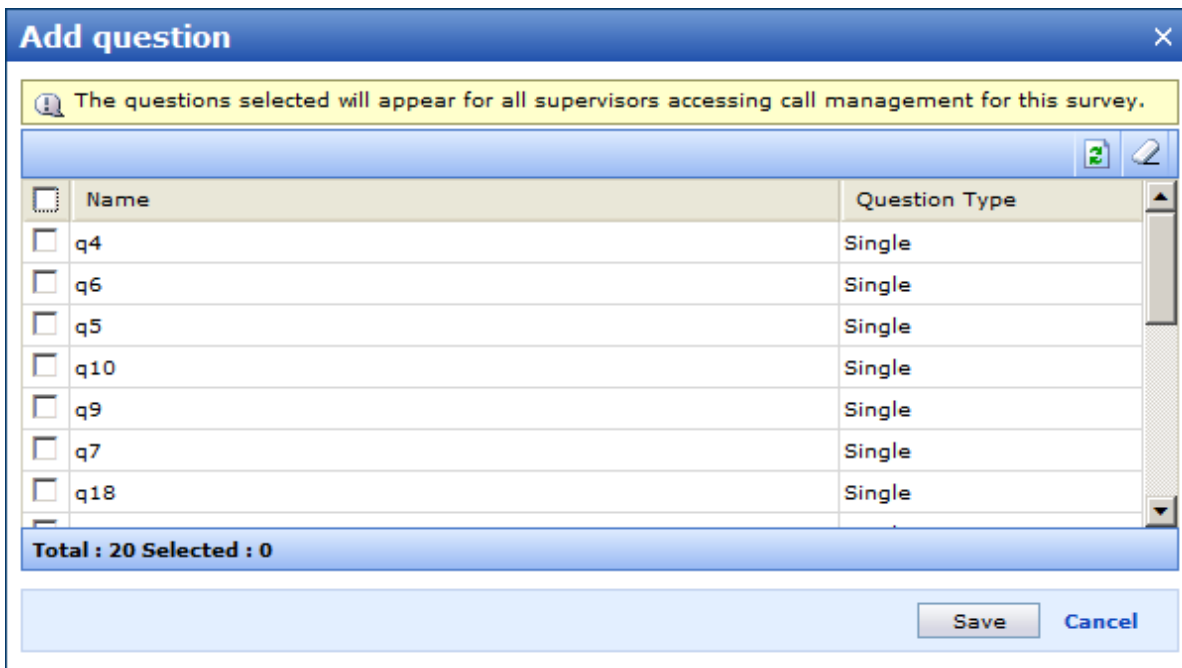 Add question
The questions selected will appear for all supervisors accessing call management for this survey.
Name Question Type
q4 Single
q6 Single
q5 Single
q10 Single
q9 Single
q7 Single
q18 Single
Total : 20 Selected : 0
Save Cancel